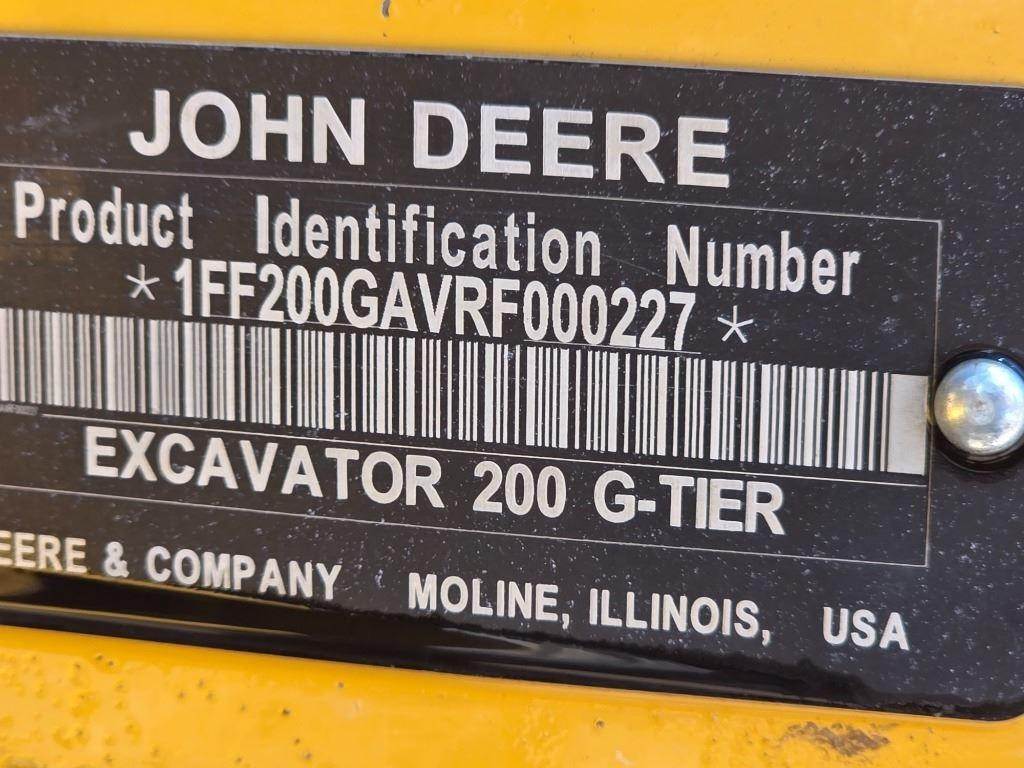 JOHN DEERE
Product Identification Number
*1FF200GAVRF000227*
EXCAVATOR 200 G-TIER
EERE & COMPANY MOLINE, ILLINOIS, USA